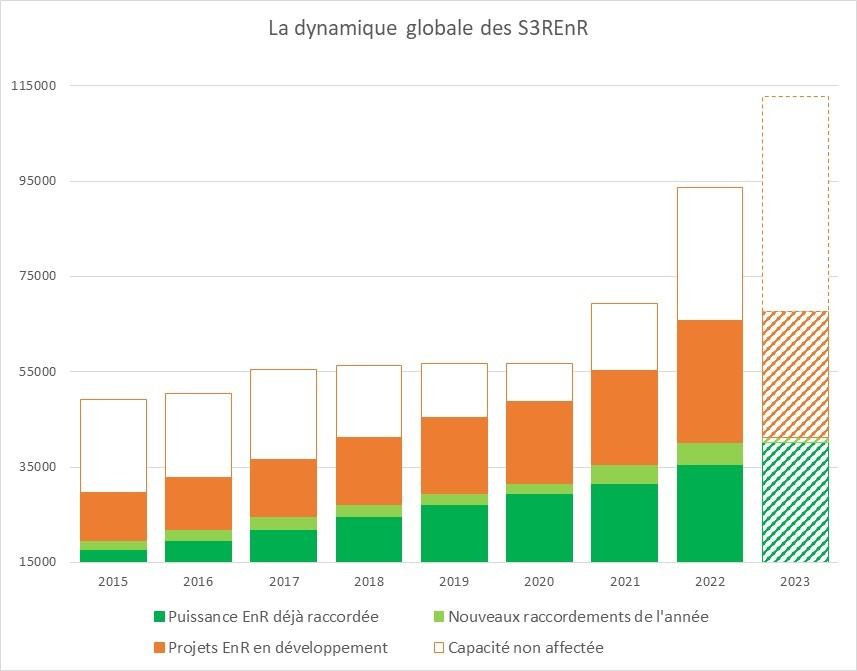 La dynamique globale des S3REnR
115000
95000
75000
55000
35000
15000
2015 2016 2017 2018 2019 2020 2021 2022 2023
Puissance EnR déjà raccordée Nouveaux raccordements de l'année
Projets EnR en développement Capacité non affectée